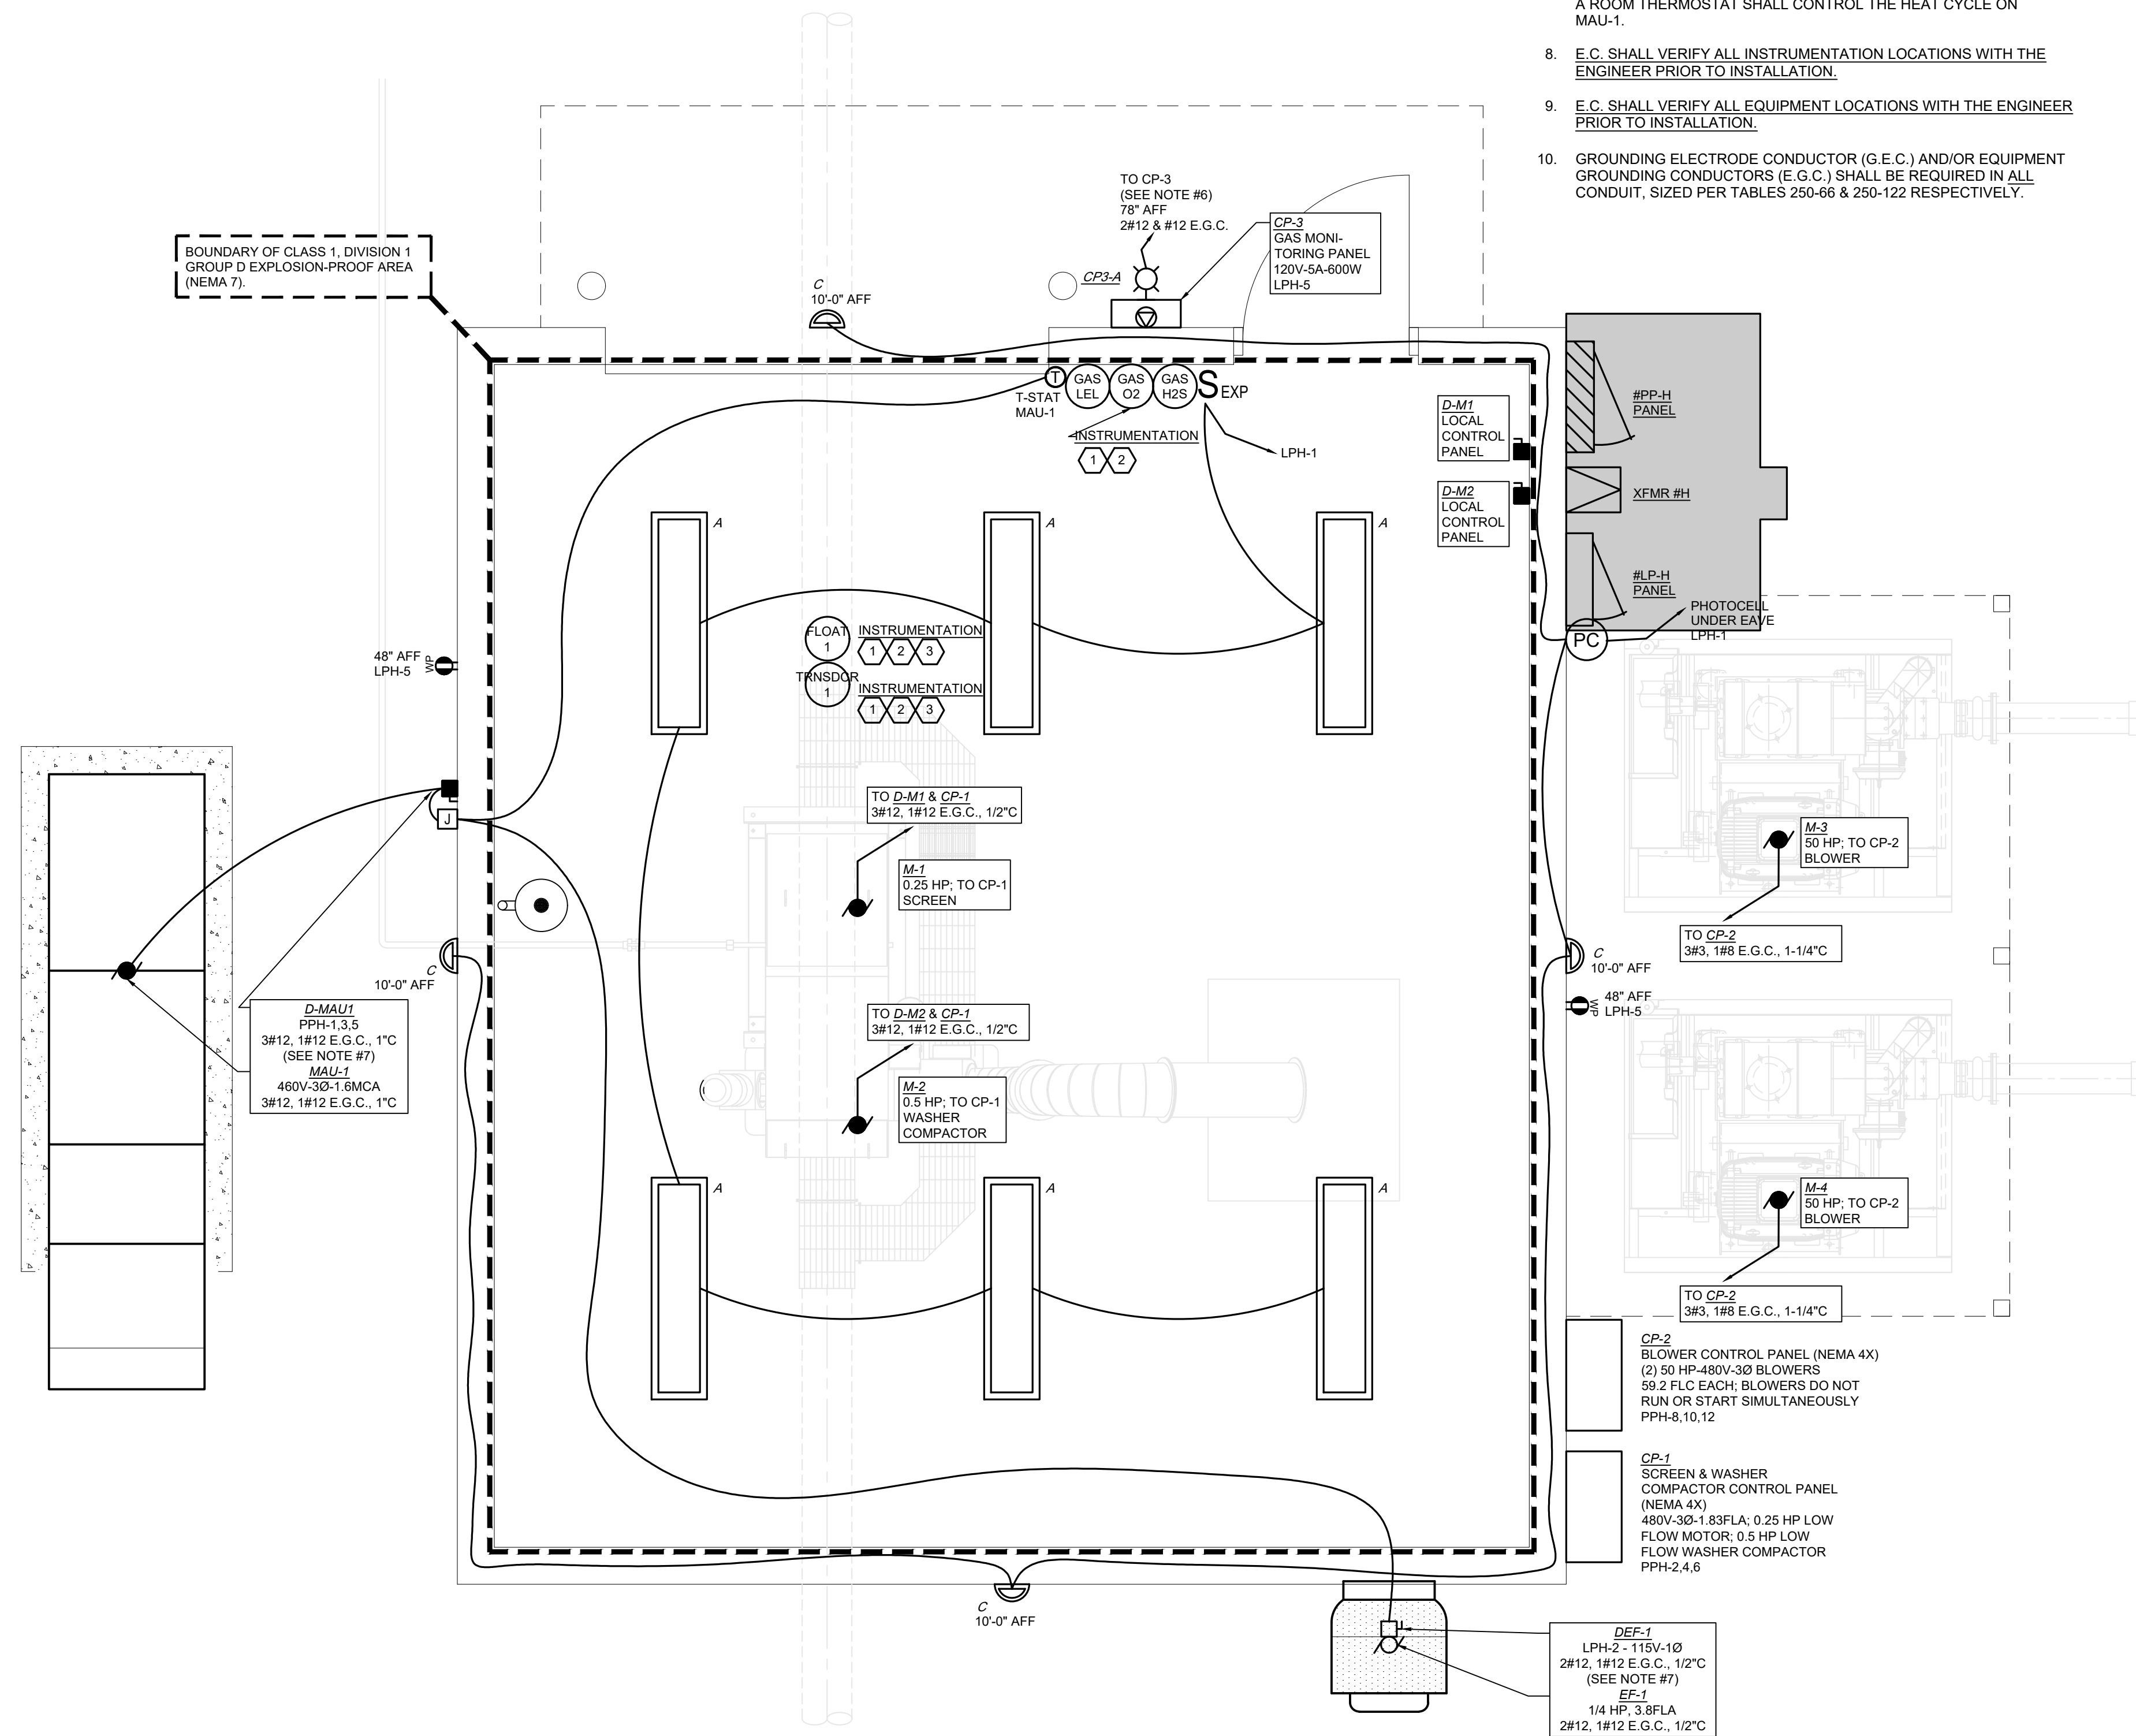 A ROOM THERMOSTAT SHALL CONTROL THE HEAT CYCLE ON
MAU-1.
8. E.C. SHALL VERIFY ALL INSTRUMENTATION LOCATIONS WITH THE
ENGINEER PRIOR TO INSTALLATION.
9. E.C. SHALL VERIFY ALL EQUIPMENT LOCATIONS WITH THE ENGINEER
PRIOR TO INSTALLATION.
10. GROUNDING ELECTRODE CONDUCTOR (G.E.C.) AND/OR EQUIPMENT
GROUNDING CONDUCTORS (E.G.C.) SHALL BE REQUIRED IN ALL
CONDUIT, SIZED PER TABLES 250-66 & 250-122 RESPECTIVELY.
BOUNDARY OF CLASS 1, DIVISION 1
GROUP D EXPLOSION-PROOF AREA
(NEMA 7).
C
10'-0" AFF
TO CP-3
(SEE NOTE #6)
78" AFF
2#12 & #12 E.G.C.
CP3-A
CP-3
GAS MONI-
TORING PANEL
120V-5A-600W
LPH-5
T
T-STAT
MAU-1
GAS
LEL
GAS
O2
GAS
H2S
S EXP
INSTRUMENTATION
1 2
LPH-1
D-M1
LOCAL
CONTROL
PANEL
D-M2
LOCAL
CONTROL
PANEL
#PP-H
PANEL
XFMR #H
#LP-H
PANEL
PHOTOCELL
UNDER EAVE
LPH-1
PC
A
A
A
FLOAT
1
INSTRUMENTATION
1 2 3
TRNSDCR
1
INSTRUMENTATION
1 2 3
48" AFF
LPH-5
WP
J
TO D-M1 & CP-1
3#12, 1#12 E.G.C., 1/2"C
M-1
0.25 HP; TO CP-1
SCREEN
M-3
50 HP; TO CP-2
BLOWER
TO CP-2
3#3, 1#8 E.G.C., 1-1/4"C
C
10'-0" AFF
C
10'-0" AFF
48" AFF
LPH-5
WP
D-MAU1
PPH-1,3,5
3#12, 1#12 E.G.C., 1"C
(SEE NOTE #7)
MAU-1
460V-3Ø-1.6MCA
3#12, 1#12 E.G.C., 1"C
TO D-M2 & CP-1
3#12, 1#12 E.G.C., 1/2"C
M-2
0.5 HP; TO CP-1
WASHER
COMPACTOR
A
A
A
M-4
50 HP; TO CP-2
BLOWER
TO CP-2
3#3, 1#8 E.G.C., 1-1/4"C
CP-2
BLOWER CONTROL PANEL (NEMA 4X)
(2) 50 HP-480V-3Ø BLOWERS
59.2 FLC EACH; BLOWERS DO NOT
RUN OR START SIMULTANEOUSLY
PPH-8,10,12
CP-1
SCREEN & WASHER
COMPACTOR CONTROL PANEL
(NEMA 4X)
480V-3Ø-1.83FLA; 0.25 HP LOW
FLOW MOTOR; 0.5 HP LOW
FLOW WASHER COMPACTOR
PPH-2,4,6
C
10'-0" AFF
DEF-1
LPH-2 - 115V-1Ø
2#12, 1#12 E.G.C., 1/2"C
(SEE NOTE #7)
EF-1
1/4 HP, 3.8FLA
2#12, 1#12 E.G.C., 1/2"C